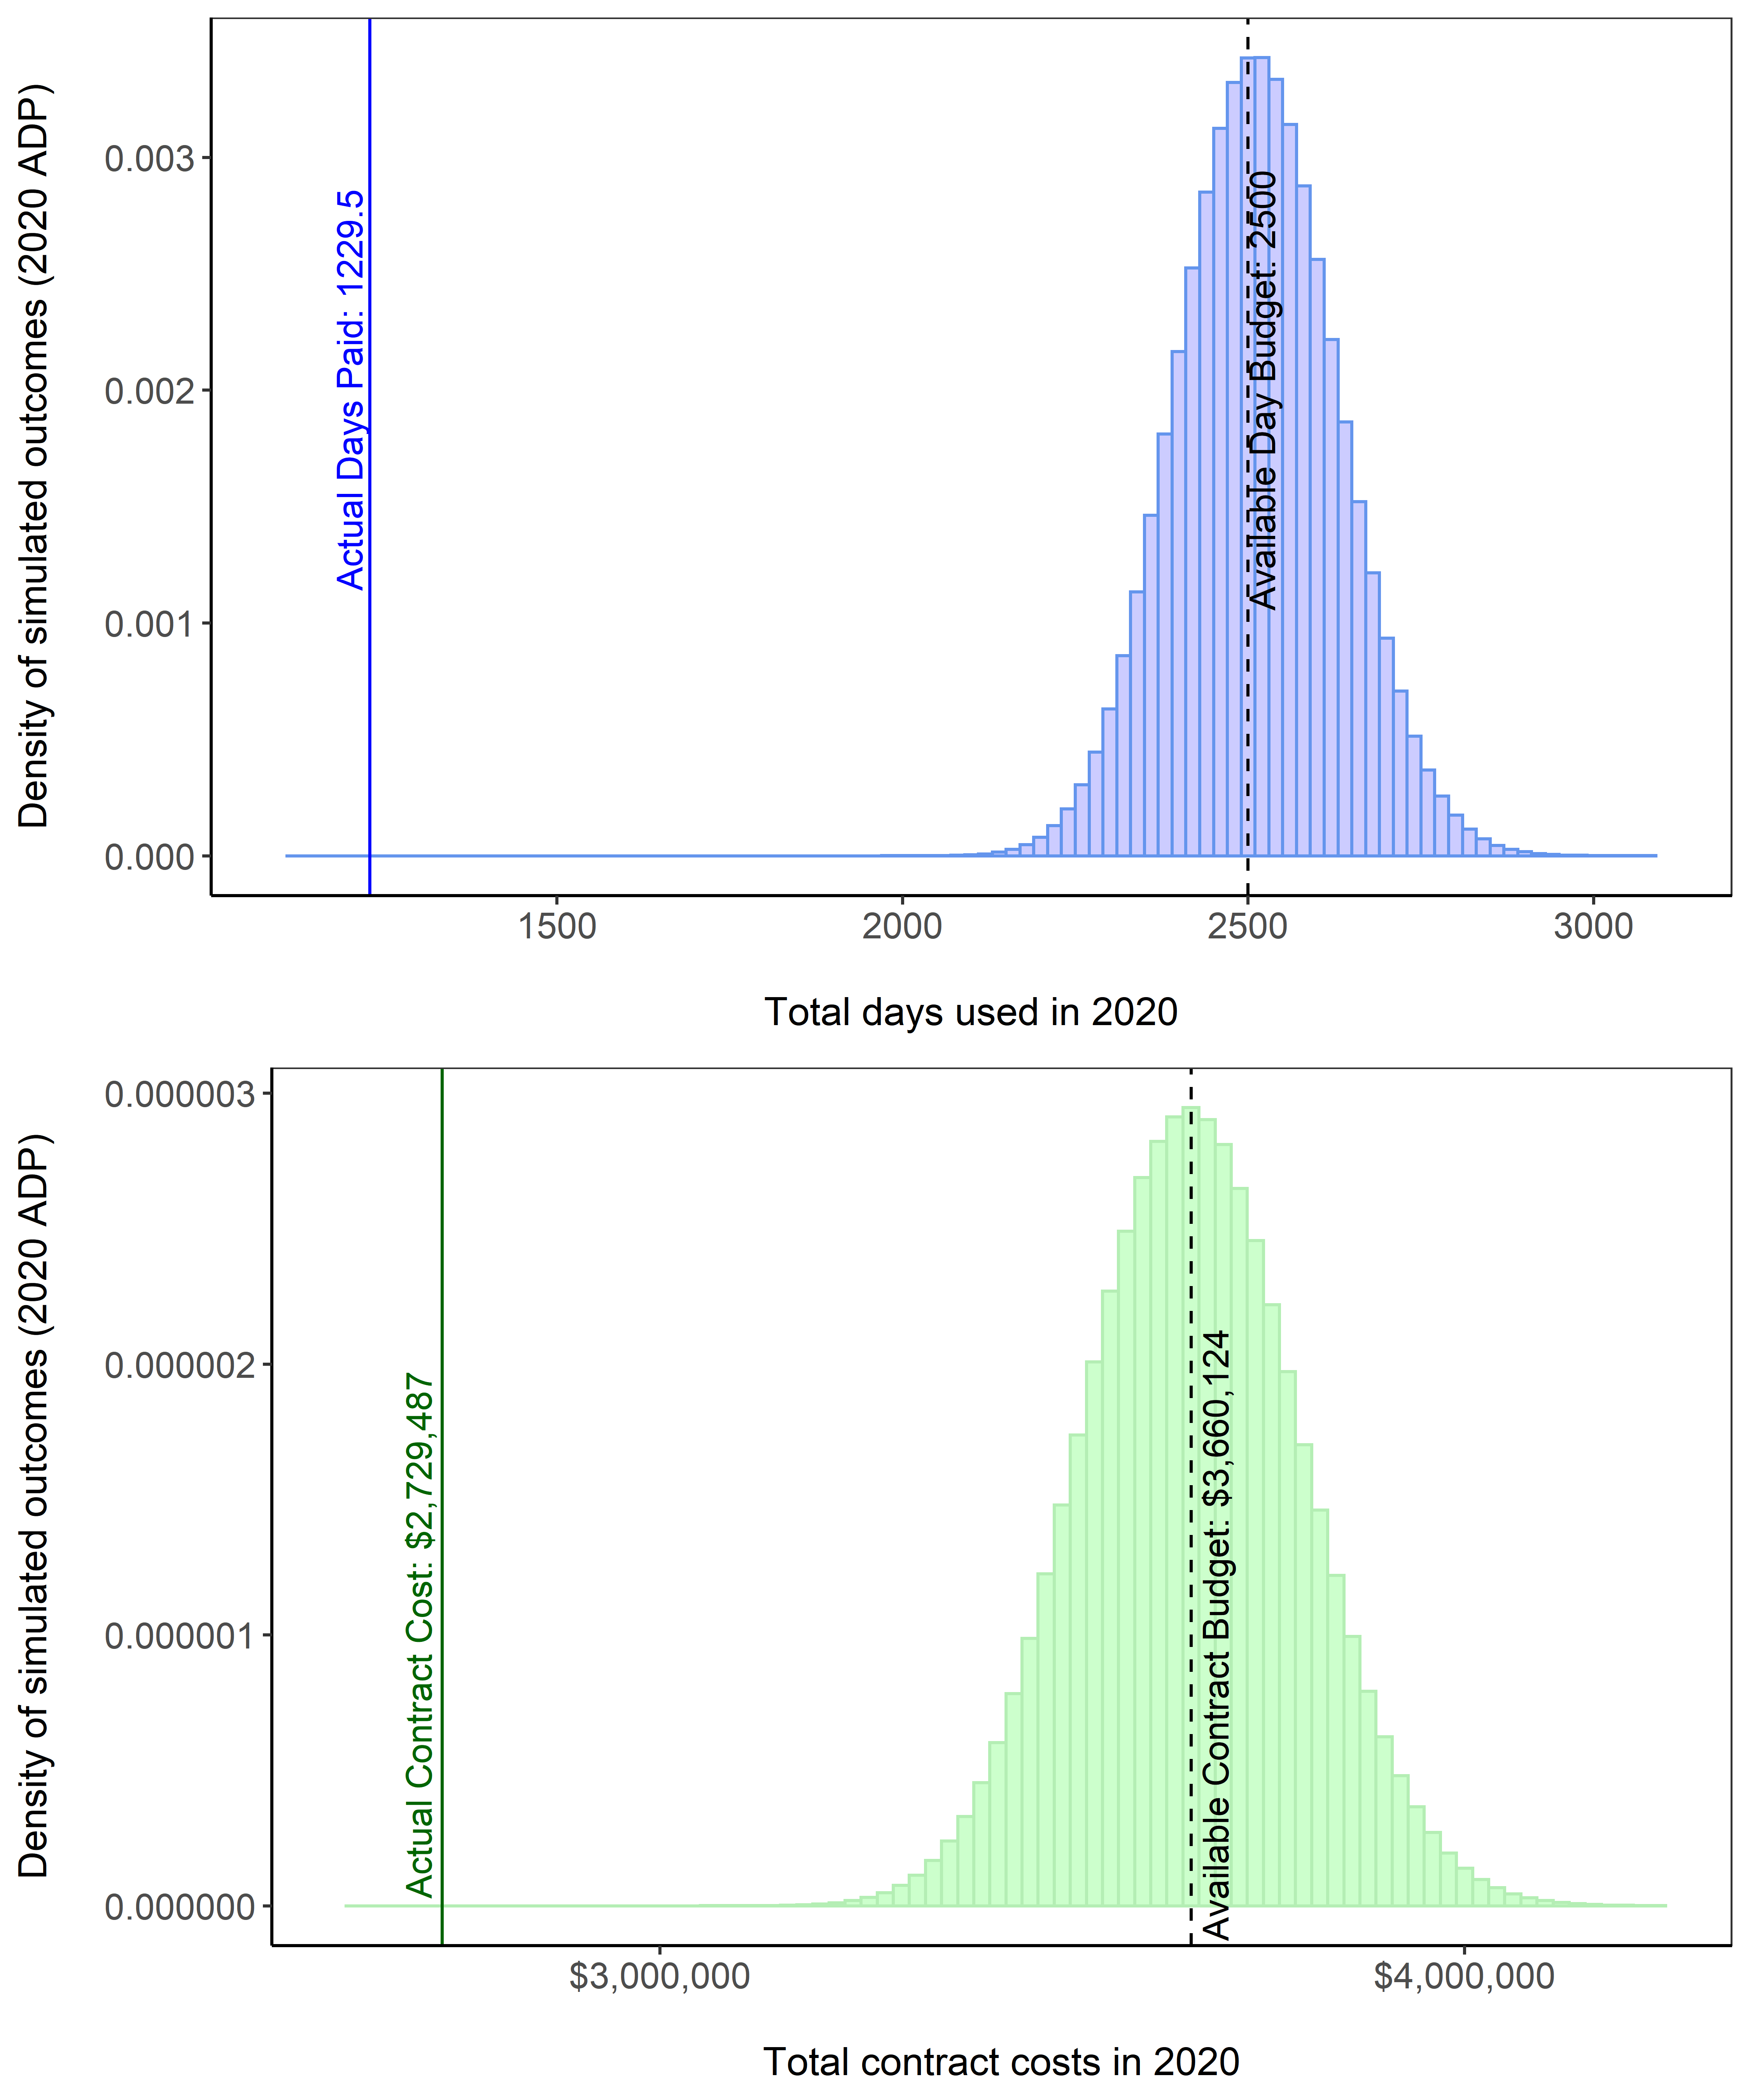 Density of simulated outcomes (2020 ADP)
0.003
0.002
0.001
0.000
Actual Days Paid: 1229.5
Available Day Budget: 2500
1500
2000
2500
3000
Total days used in 2020
Density of simulated outcomes (2020 ADP)
0.000003
0.000002
0.000001
0.000000
Actual Contract Cost: $2,729,487
Available Contract Budget: $3,660,124
$3,000,000
$4,000,000
Total contract costs in 2020